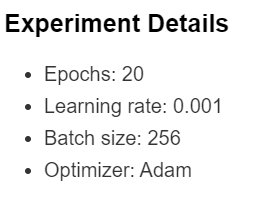 Experiment Details
• Epochs: 20
• Learning rate: 0.001
• Batch size: 256
• Optimizer: Adam